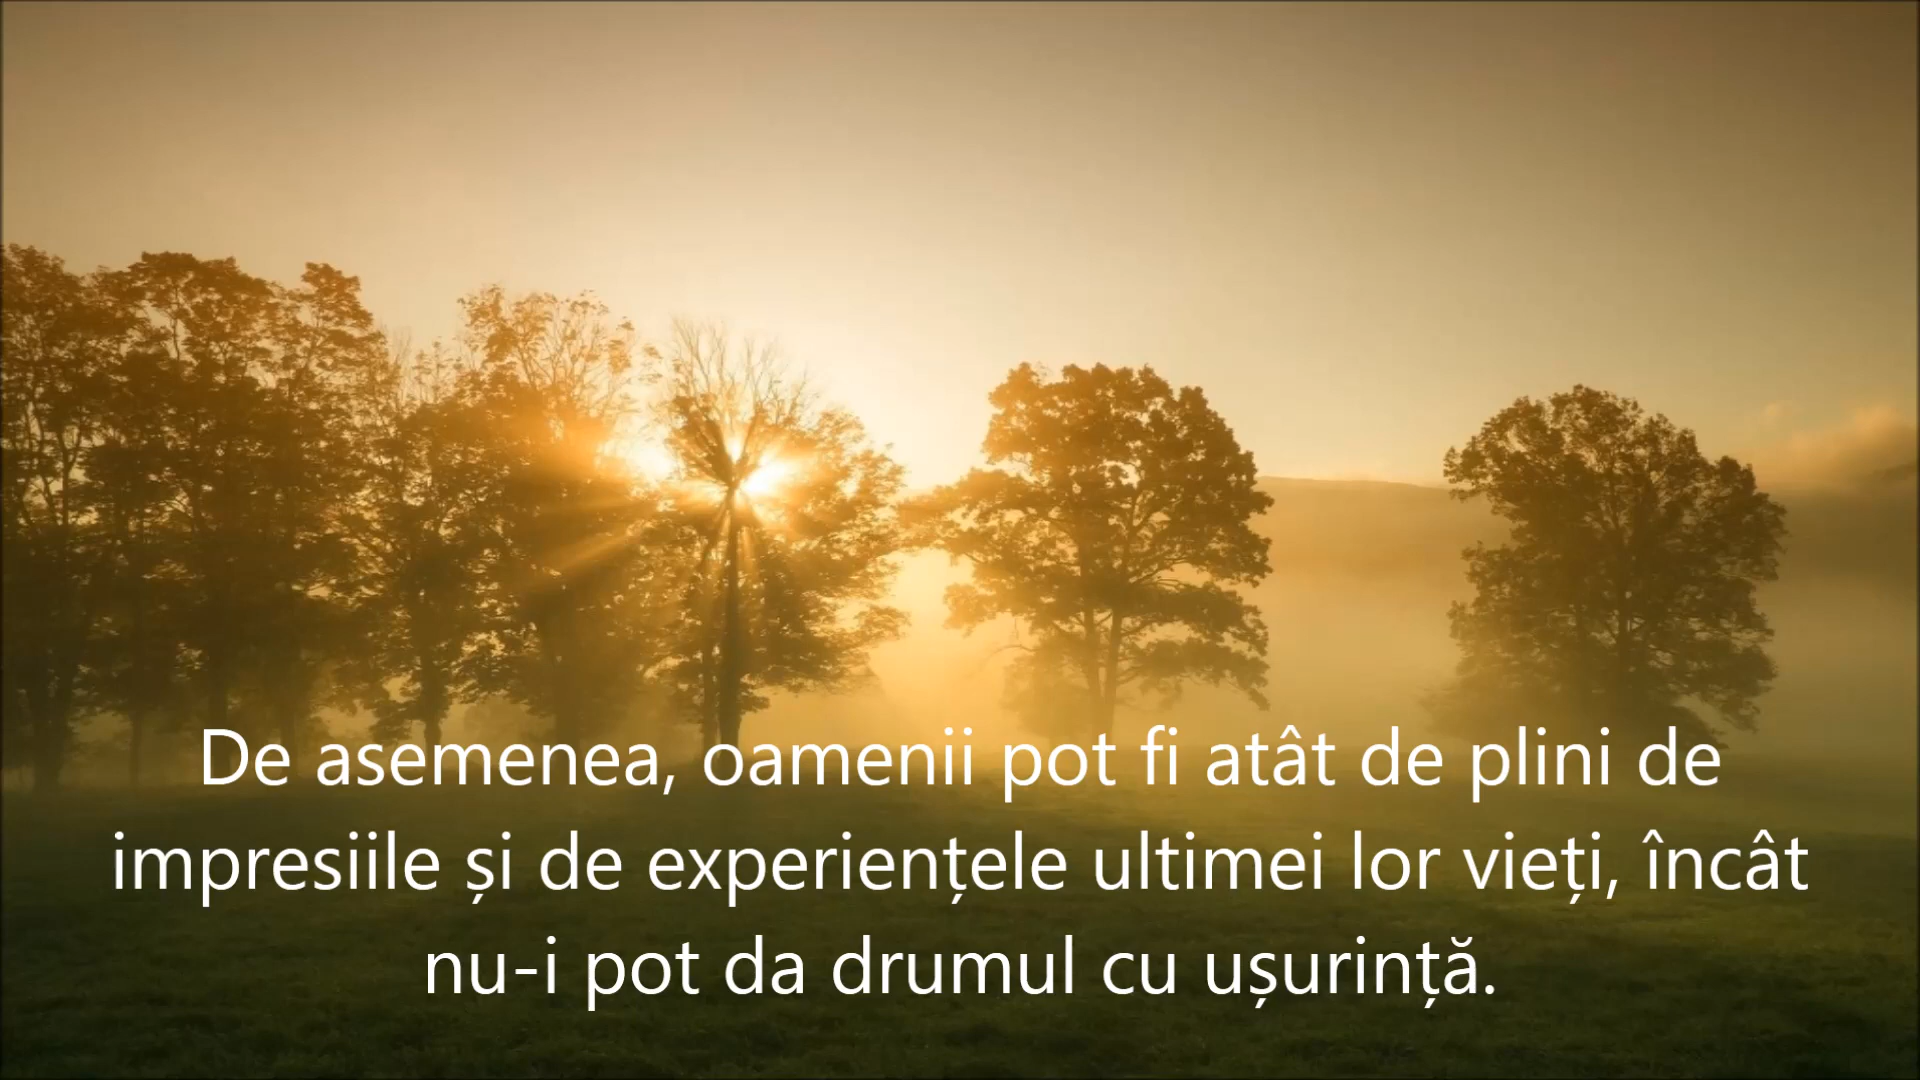 De asemenea, oamenii pot fi atât de plini de
impresiile și de experiențele ultimei lor vieți, încât
nu-i pot da drumul cu ușurință.